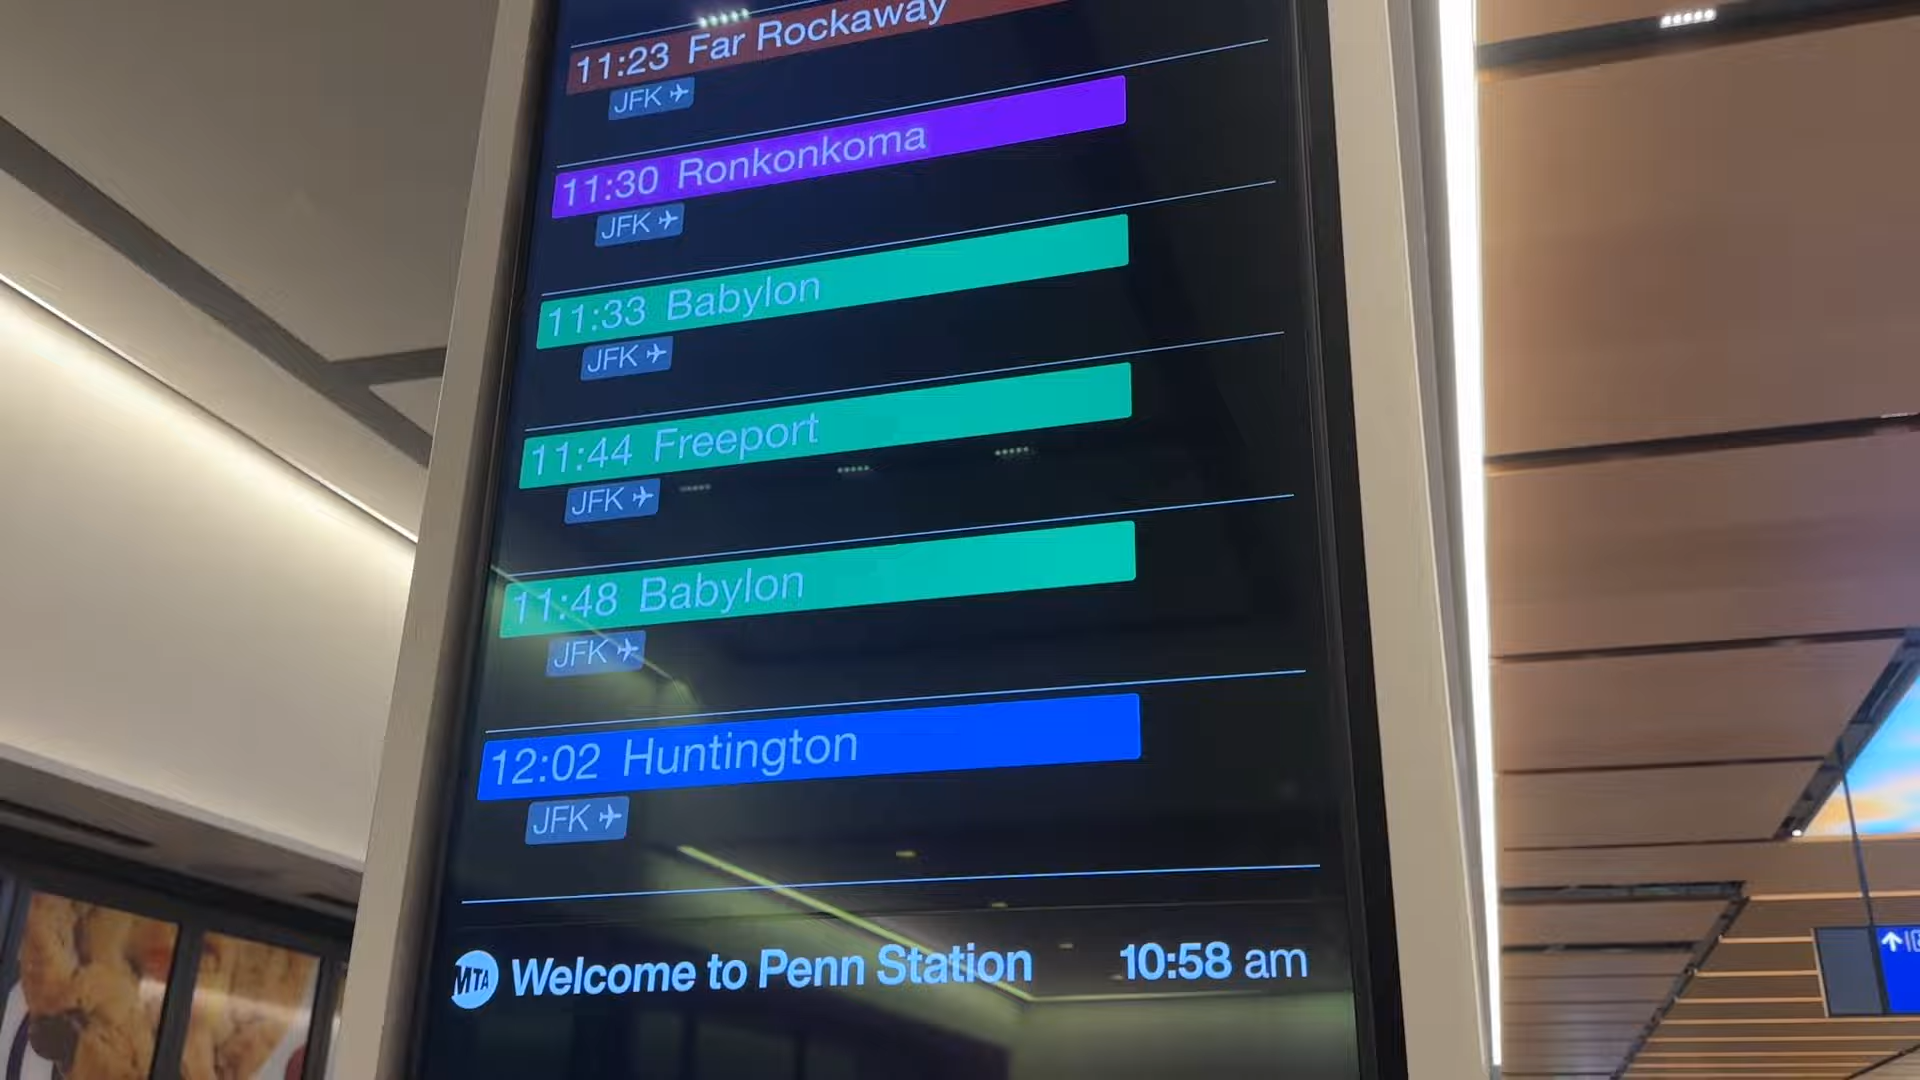 11:23 Far Rockaway
JFK ✈
11:30 Ronkonkoma
JFK ✈
11:33 Babylon
JFK ✈
11:44 Freeport
JFK ✈
11:48 Babylon
JFK ✈
12:02 Huntington
JFK ✈
MTA Welcome to Penn Station 10:58 am